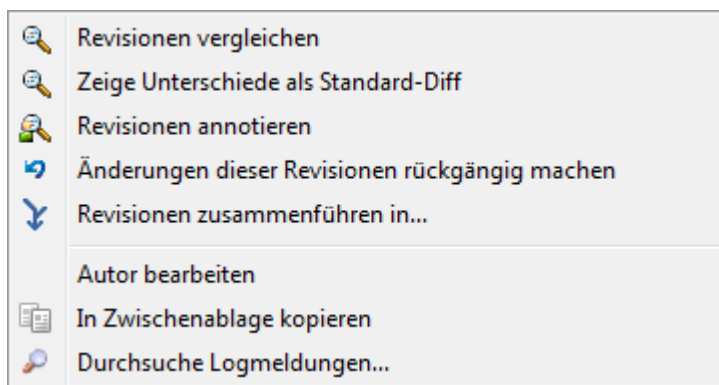 Revisionen vergleichen
Zeige Unterschiede als Standard-Diff
Revisionen annotieren
Änderungen dieser Revisionen rückgängig machen
Revisionen zusammenführen in...
Autor bearbeiten
In Zwischenablage kopieren
Durchsuche Logmeldungen...